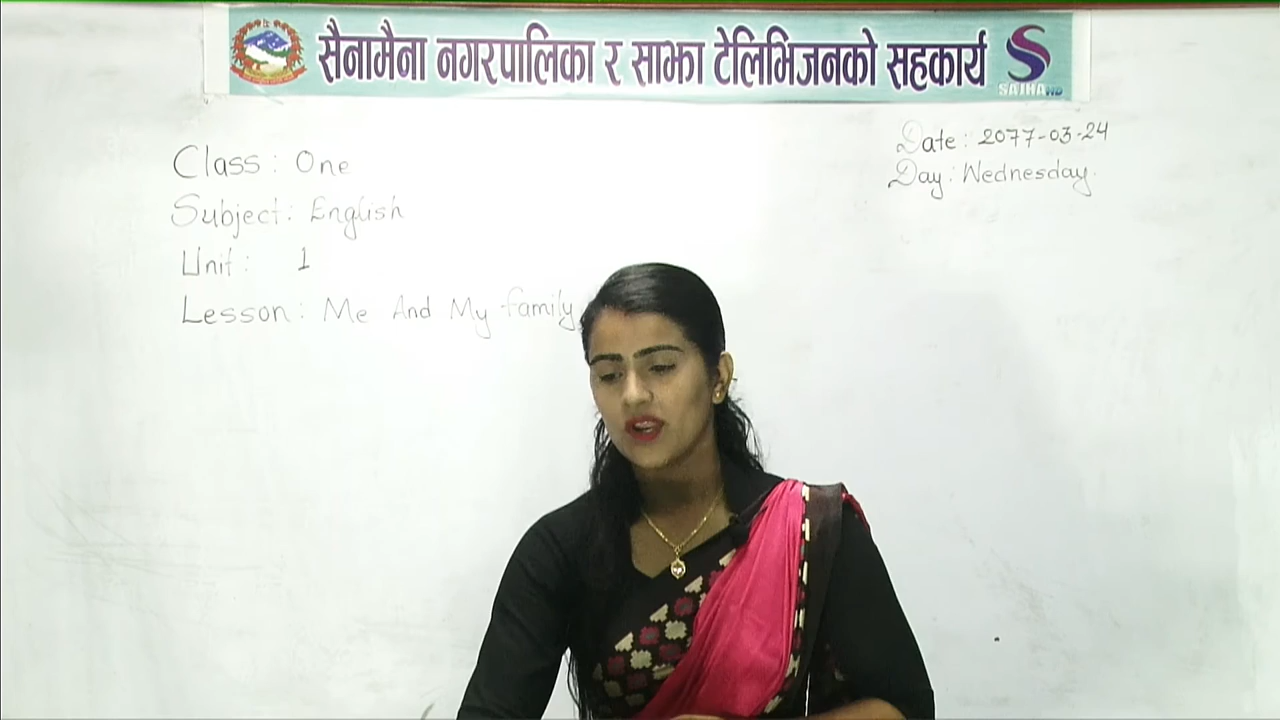 सैनामैना नगरपालिका र साझा टेलिभिजनको सहकार्य
SAJHA HD
Date: 2077-03-24
Day: Wednesday.
Class: One
Subject: English
Unit: 1
Lesson: Me And My family